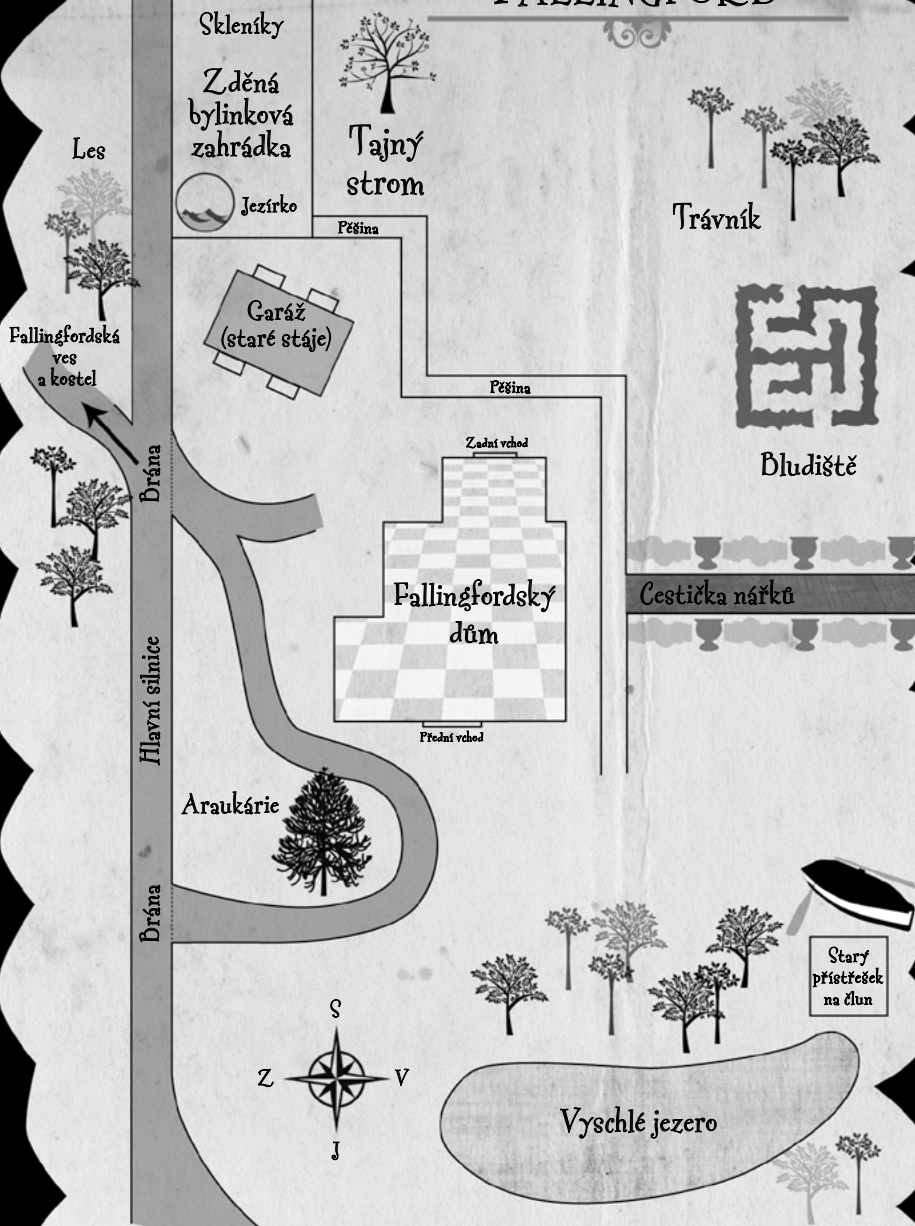 FALLINGFORD
Skleníky
Zděná
bylinková
zahrádka
Tajný
strom
Les
Jezírko
Trávník
Pěšina
Garáž
(staré stáje)
Fallingfordská
ves
a kostel
Pěšina
Zadní vchod
Brána
Bludiště
Fallingfordský
dům
Cestička nářků
Hlavní silnice
Přední vchod
Araukárie
Brána
Starý
přístřešek
na člun
S
Z V
J
Vyschlé jezero